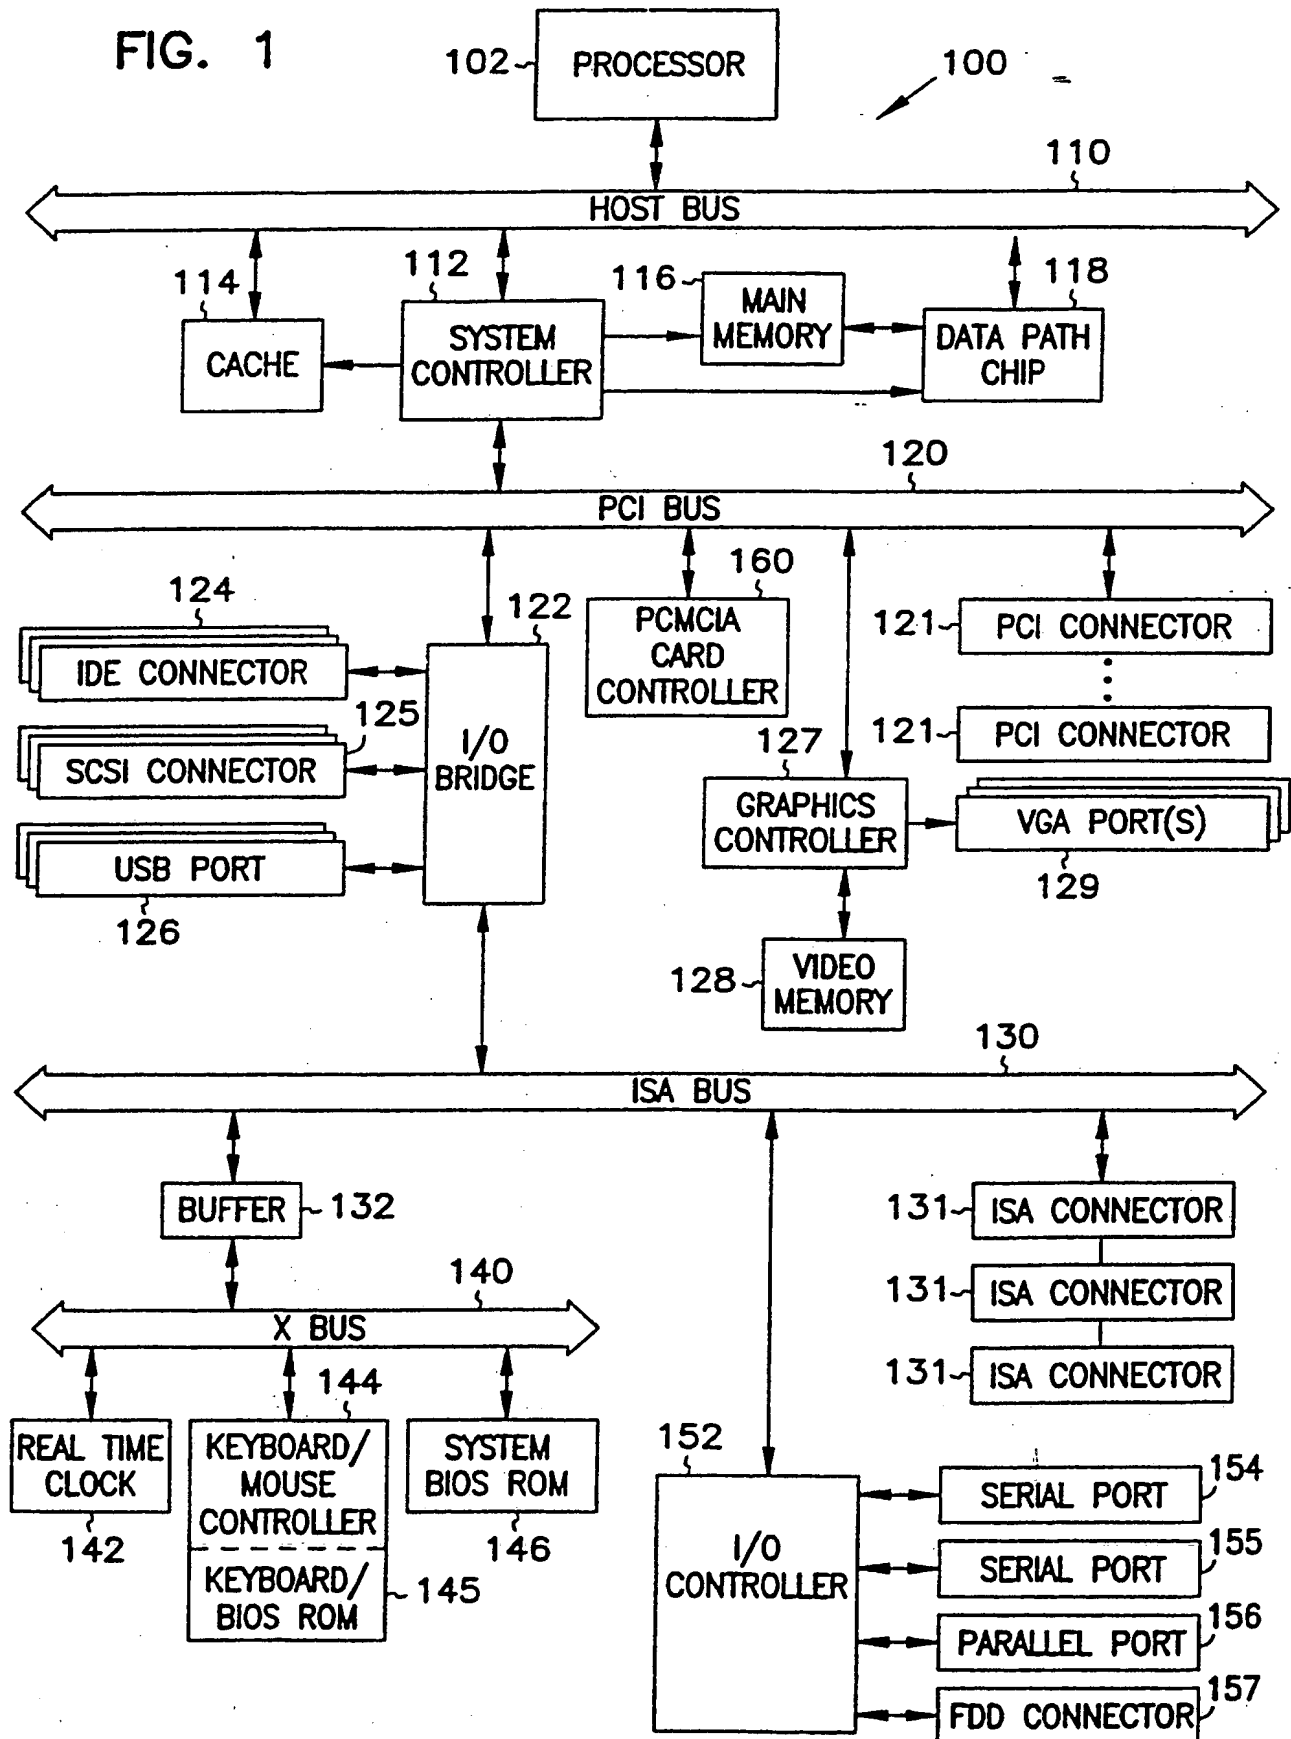 FIG. 1
102
PROCESSOR
100
110
HOST BUS
114
112
116
118
CACHE
SYSTEM
CONTROLLER
MAIN
MEMORY
DATA PATH
CHIP
120
PCI BUS
124
122
160
IDE CONNECTOR
PCMCIA
CARD
CONTROLLER
121
PCI CONNECTOR
125
SCSI CONNECTOR
I/O
BRIDGE
121
PCI CONNECTOR
127
GRAPHICS
CONTROLLER
VGA PORT(S)
129
USB PORT
126
128
VIDEO
MEMORY
130
ISA BUS
BUFFER
132
131
ISA CONNECTOR
131
ISA CONNECTOR
131
ISA CONNECTOR
140
X BUS
144
REAL TIME
CLOCK
142
KEYBOARD/
MOUSE
CONTROLLER
SYSTEM
BIOS ROM
146
KEYBOARD/
BIOS ROM
145
152
I/O
CONTROLLER
SERIAL PORT
154
SERIAL PORT
155
PARALLEL PORT
156
FDD CONNECTOR
157